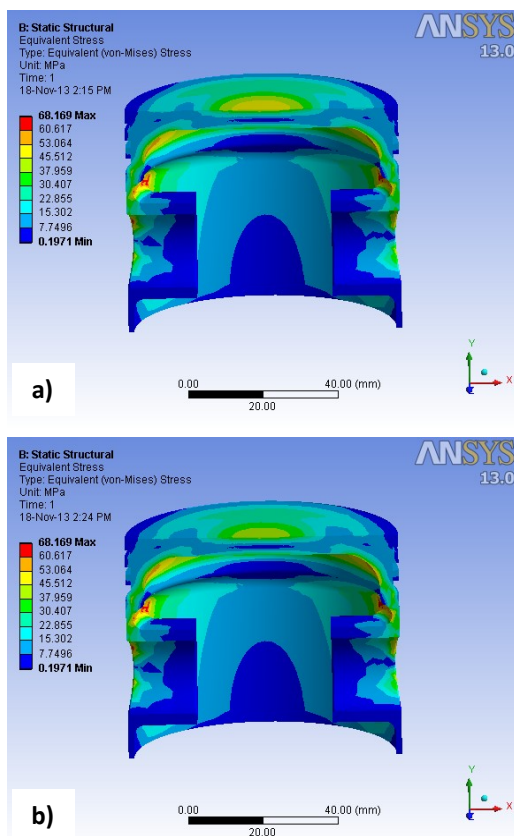 B: Static Structural
Equivalent Stress
Type: Equivalent (von-Mises) Stress
Unit: MPa
Time: 1
18-Nov-13 2:15 PM
68.169 Max
60.617
53.064
45.512
37.959
30.407
22.855
15.302
7.7496
0.1971 Min
ANSYS
13.0
H
0.00
40.00 (mm)
20.00
Y
X
a)
B: Static Structural
Equivalent Stress
Type: Equivalent (von-Mises) Stress
Unit: MPa
Time: 1
18-Nov-13 2:24 PM
68.169 Max
60.617
53.064
45.512
37.959
30.407
22.855
15.302
7.7496
0.1971 Min
ANSYS
13.0
0.00
40.00 (mm)
20.00
Y
X
b)